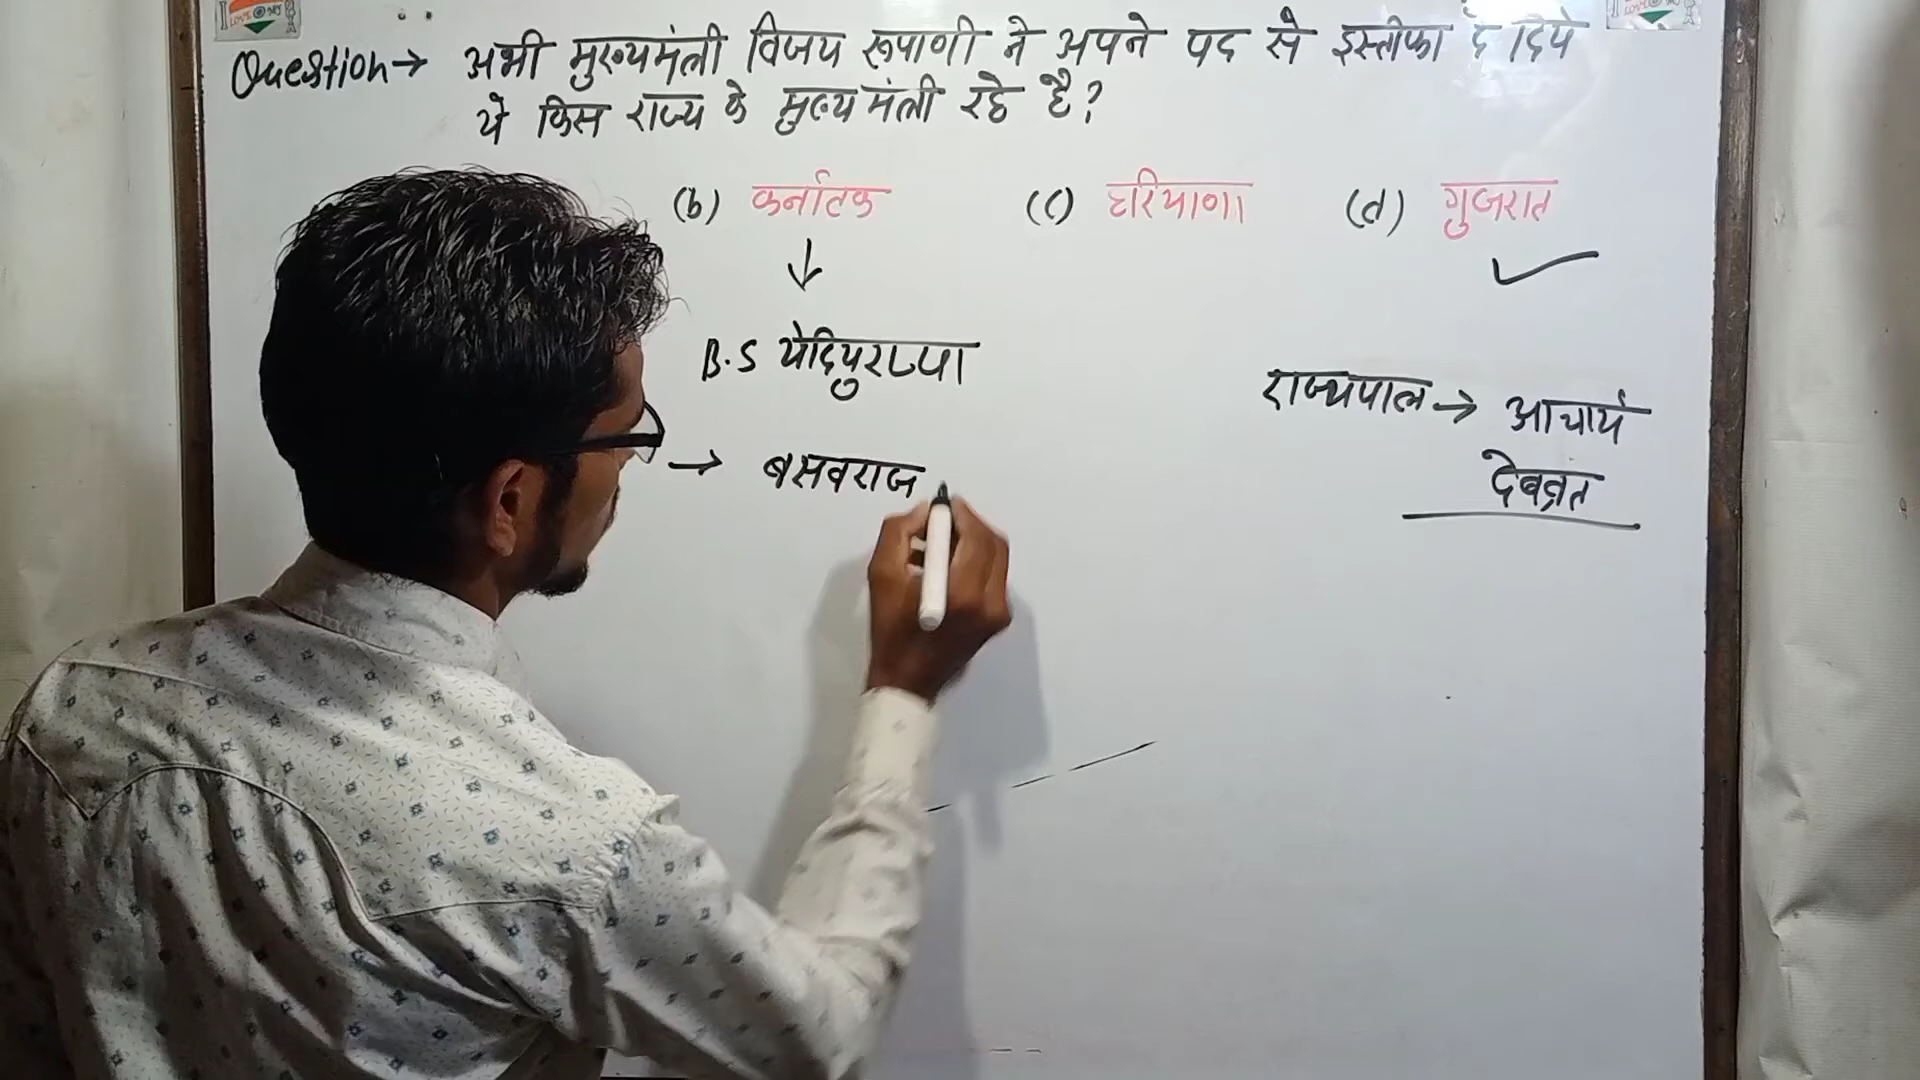 Question→ अभी मुख्यमंत्री विजय रूपाणी ने अपने पद से इस्तीफा दे दिये
ये किस राज्य के मुख्यमंत्री रहे है?
(b) कर्नाटक (c) हरियाणा (d) गुजरात
B.S येदियुरप्पा
राज्यपाल → आचार्य
देवव्रत
→ बसवराज